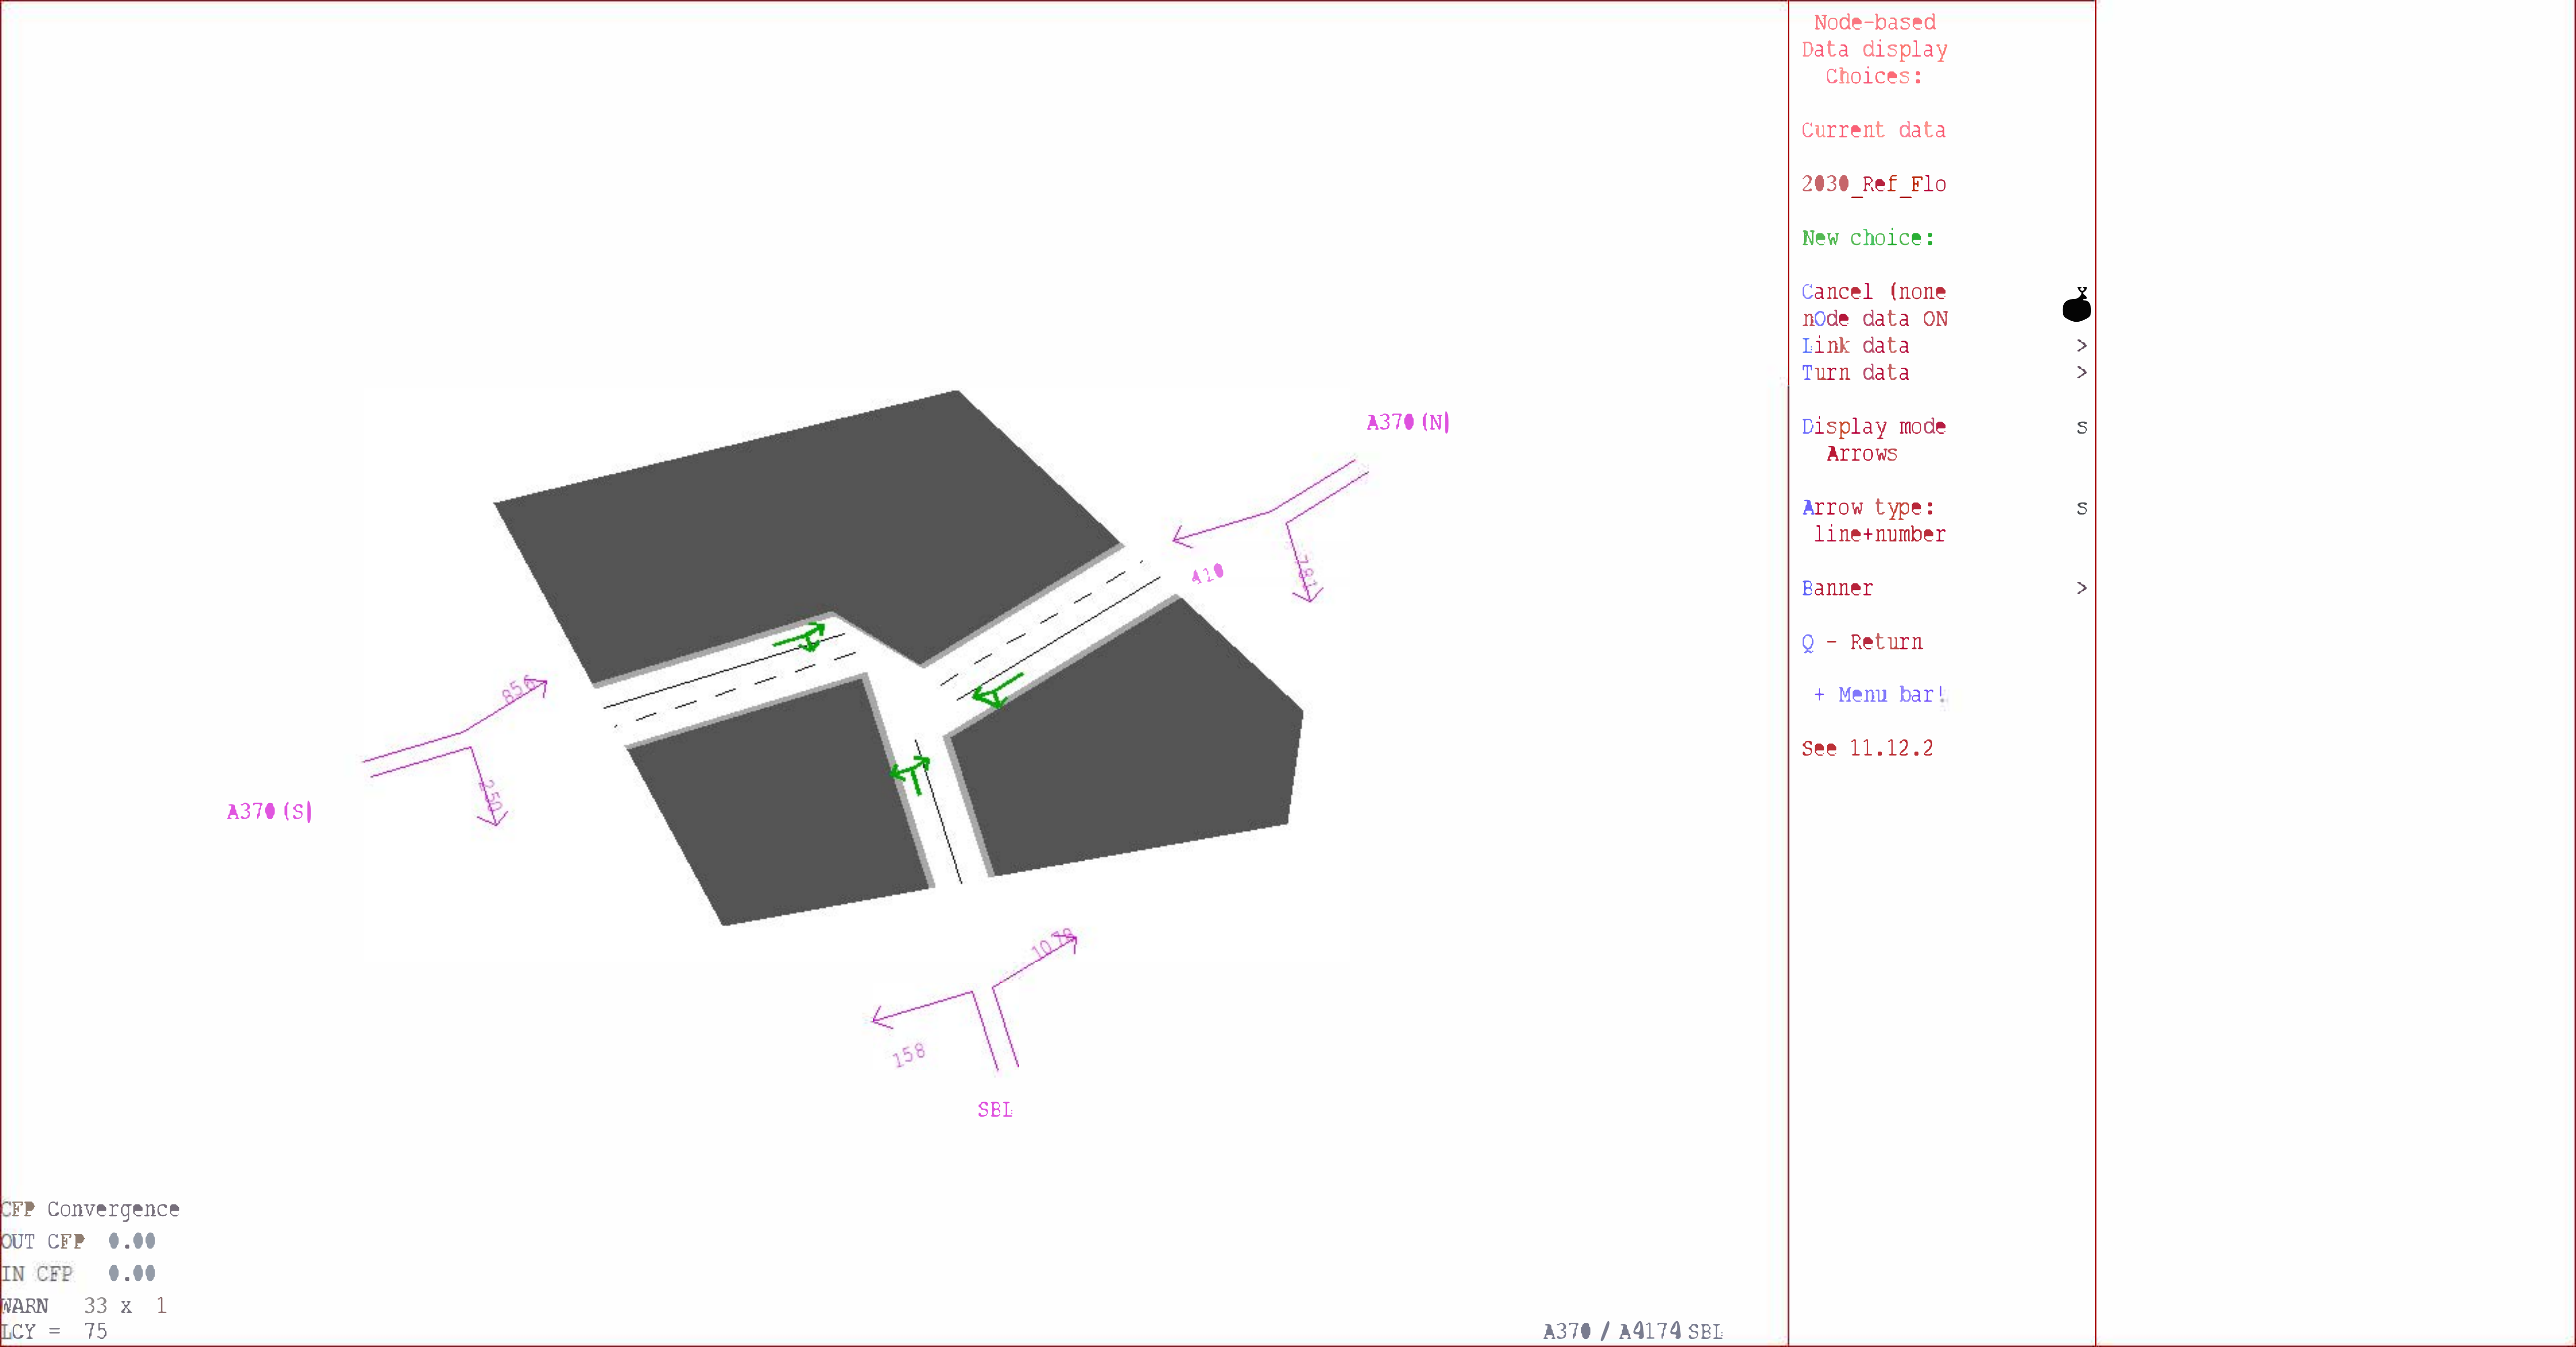 Node-based
Data display
Choices:
Current data
2030_Ref_Flo
New choice:
Cancel (none x
nOde data ON
Link data >
Turn data >
Display mode s
Arrows
Arrow type: s
line+number
Banner >
Q - Return
+ Menu bar!
See 11.12.2
A370 (N)
410
856
250
A370 (S)
158
SBL
CFP Convergence
OUT CFP 0.00
IN CFP 0.00
WARN 33 x 1
LCY = 75
A370 / A4174 SBL